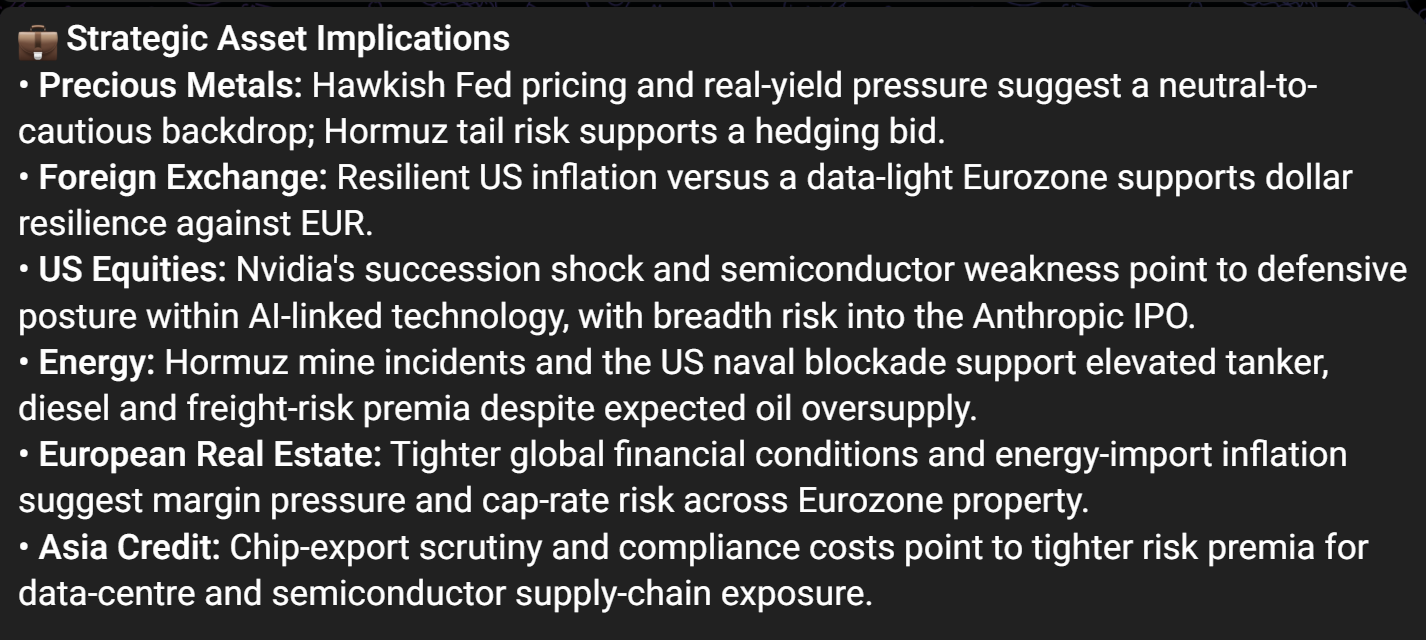 💼 Strategic Asset Implications
• Precious Metals: Hawkish Fed pricing and real-yield pressure suggest a neutral-to-
cautious backdrop; Hormuz tail risk supports a hedging bid.
• Foreign Exchange: Resilient US inflation versus a data-light Eurozone supports dollar
resilience against EUR.
• US Equities: Nvidia's succession shock and semiconductor weakness point to defensive
posture within AI-linked technology, with breadth risk into the Anthropic IPO.
• Energy: Hormuz mine incidents and the US naval blockade support elevated tanker,
diesel and freight-risk premia despite expected oil oversupply.
• European Real Estate: Tighter global financial conditions and energy-import inflation
suggest margin pressure and cap-rate risk across Eurozone property.
• Asia Credit: Chip-export scrutiny and compliance costs point to tighter risk premia for
data-centre and semiconductor supply-chain exposure.